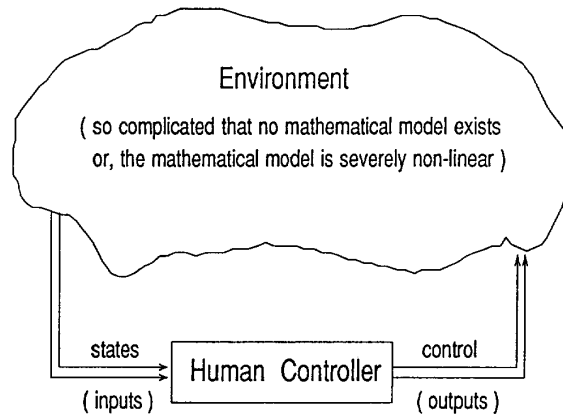 Environment
( so complicated that no mathematical model exists
or, the mathematical model is severely non-linear )
states
Human Controller
control
( inputs )
( outputs )